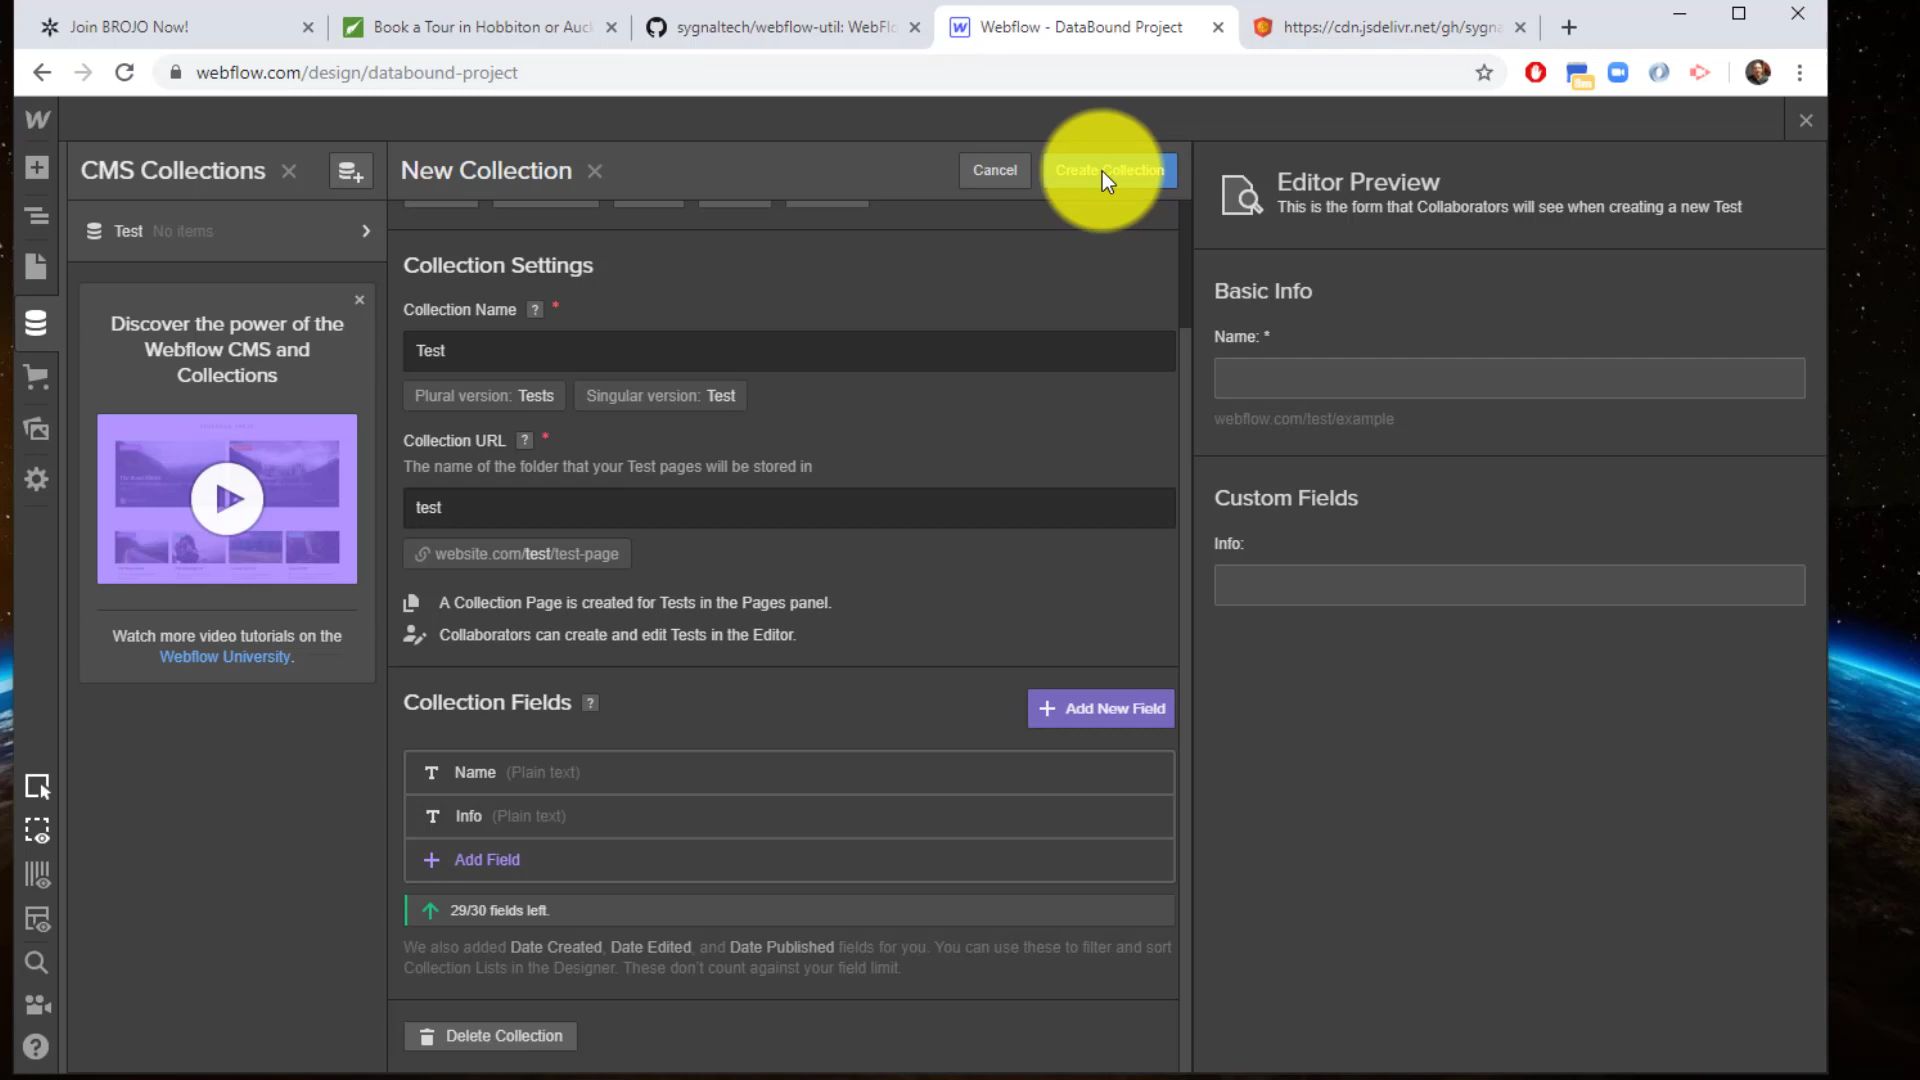 Join BROJO Now!
Book a Tour in Hobbiton or Auck
sygnaltech/webflow-util: WebFlo
Webflow - DataBound Project
https://cdn.jsdelivr.net/gh/sygna
webflow.com/design/databound-project
CMS Collections
New Collection
Cancel
Create Collection
Editor Preview
This is the form that Collaborators will see when creating a new Test
Test No items
Discover the power of the
Webflow CMS and
Collections
Watch more video tutorials on the
Webflow University.
Collection Settings
Collection Name ? *
Test
Plural version: Tests
Singular version: Test
Collection URL ? *
The name of the folder that your Test pages will be stored in
test
website.com/test/test-page
A Collection Page is created for Tests in the Pages panel.
Collaborators can create and edit Tests in the Editor.
Collection Fields ?
+ Add New Field
T Name (Plain text)
T Info (Plain text)
+ Add Field
29/30 fields left.
We also added Date Created, Date Edited, and Date Published fields for you. You can use these to filter and sort
Collection Lists in the Designer. These don't count against your field limit.
Delete Collection
Basic Info
Name: *
webflow.com/test/example
Custom Fields
Info: